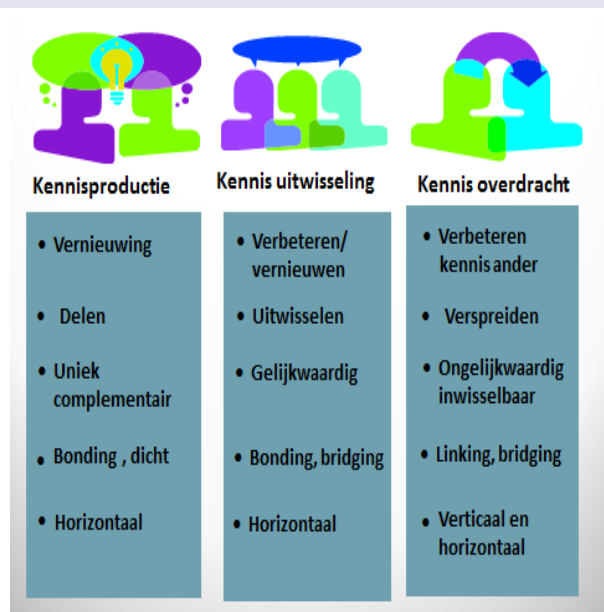 Kennisproductie
• Vernieuwing
• Delen
• Uniek
complementair
• Bonding , dicht
• Horizontaal
Kennis uitwisseling
• Verbeteren/
vernieuwen
• Uitwisselen
• Gelijkwaardig
• Bonding, bridging
• Horizontaal
Kennis overdracht
• Verbeteren
kennis ander
• Verspreiden
• Ongelijkwaardig
inwisselbaar
• Linking, bridging
• Verticaal en
horizontaal